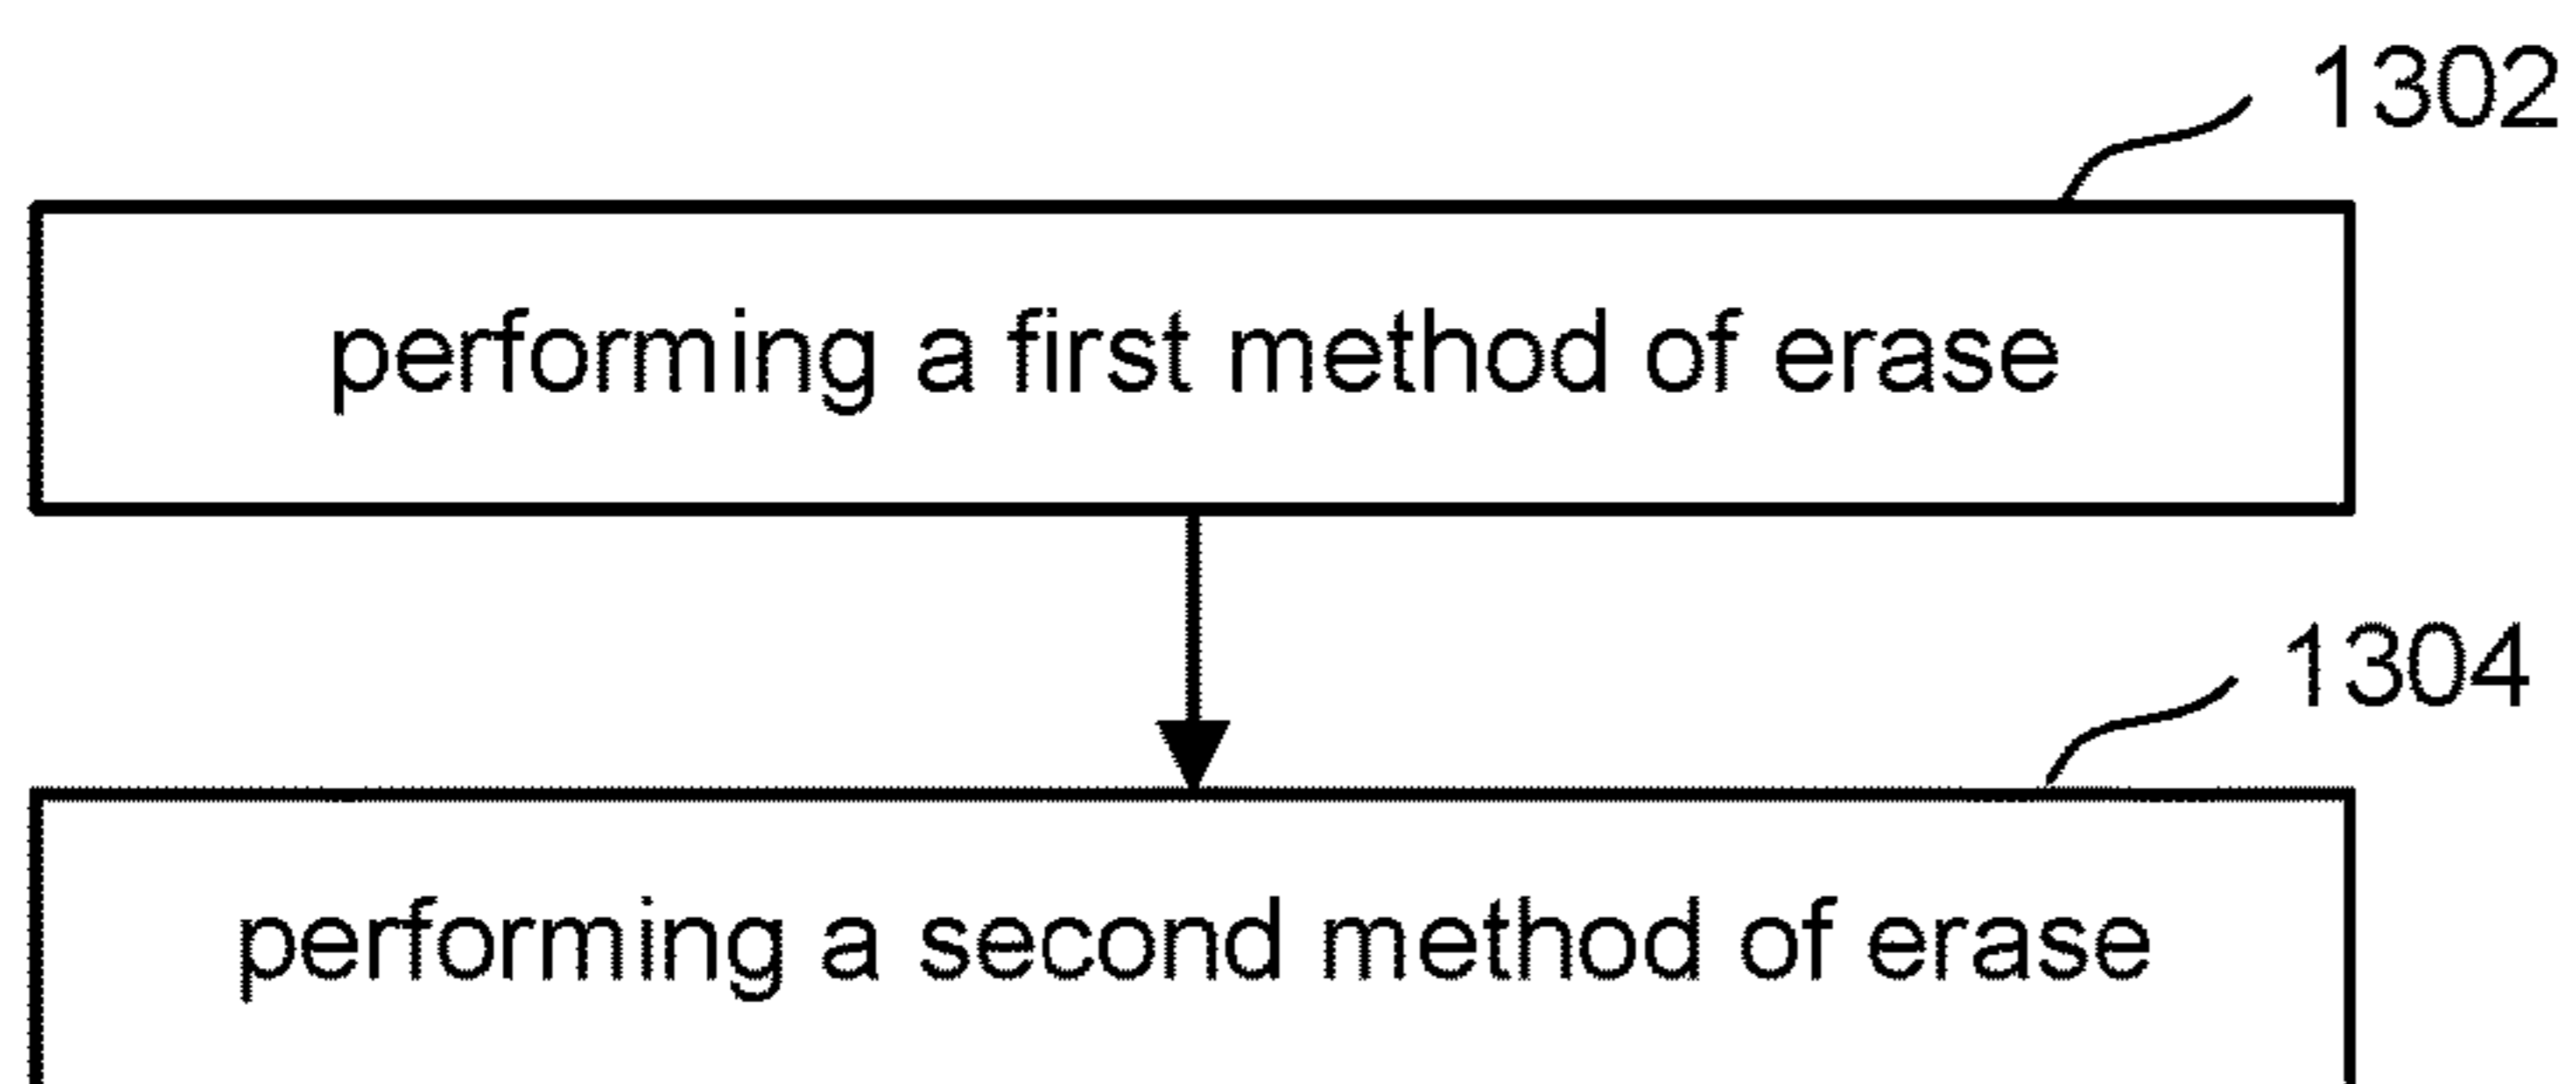 1302
performing a first method of erase
1304
performing a second method of erase